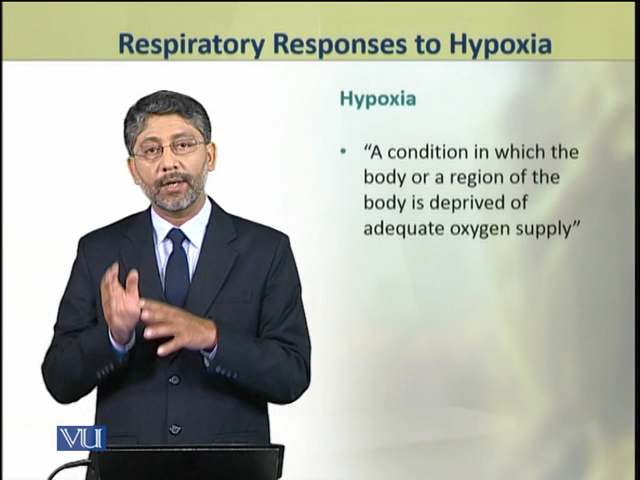 Respiratory Responses to Hypoxia
Hypoxia
• “A condition in which the
body or a region of the
body is deprived of
adequate oxygen supply”
VU